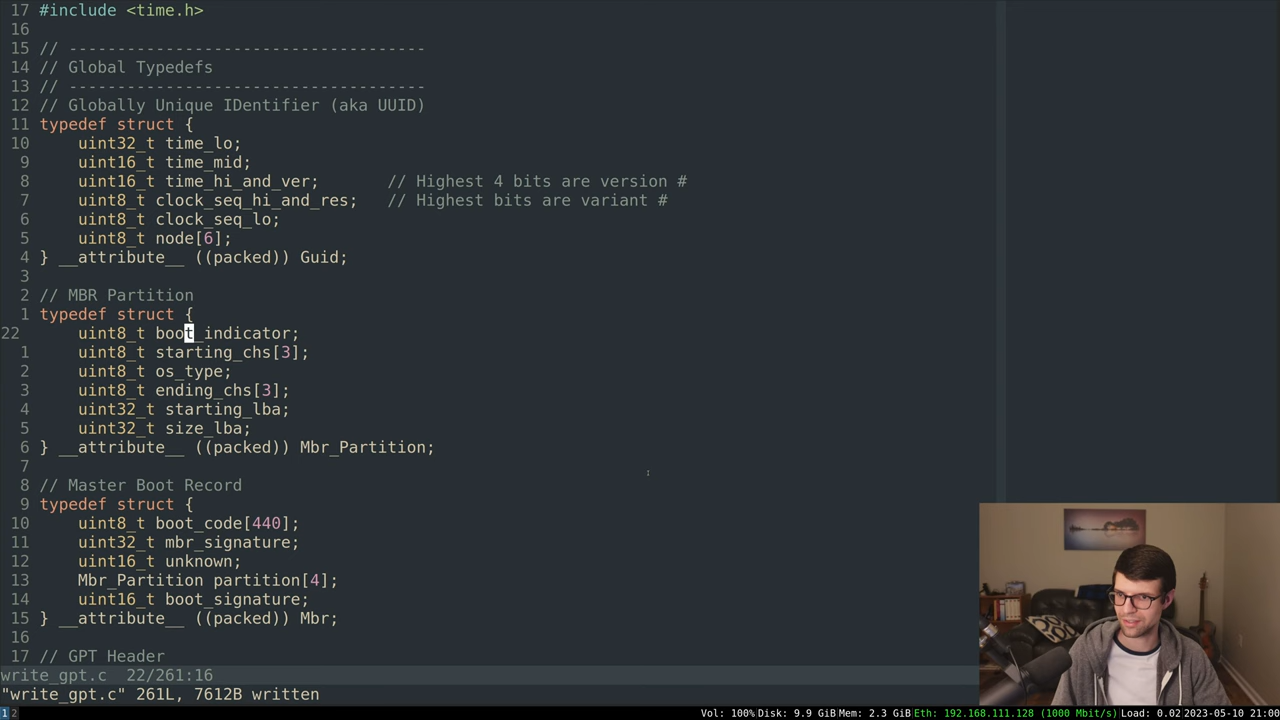 17 #include <time.h>
16
15 // -------------------------------------
14 // Global Typedefs
13 // -------------------------------------
12 // Globally Unique IDentifier (aka UUID)
11 typedef struct {
10     uint32_t time_lo;
9     uint16_t time_mid;
8     uint16_t time_hi_and_ver;       // Highest 4 bits are version #
7     uint8_t clock_seq_hi_and_res;   // Highest bits are variant #
6     uint8_t clock_seq_lo;
5     uint8_t node[6];
4 } __attribute__ ((packed)) Guid;
3
2 // MBR Partition
1 typedef struct {
22     uint8_t boot_indicator;
1     uint8_t starting_chs[3];
2     uint8_t os_type;
3     uint8_t ending_chs[3];
4     uint32_t starting_lba;
5     uint32_t size_lba;
6 } __attribute__ ((packed)) Mbr_Partition;
7
8 // Master Boot Record
9 typedef struct {
10     uint8_t boot_code[440];
11     uint32_t mbr_signature;
12     uint16_t unknown;
13     Mbr_Partition partition[4];
14     uint16_t boot_signature;
15 } __attribute__ ((packed)) Mbr;
16
17 // GPT Header
write_gpt.c  22/261:16
"write_gpt.c" 261L, 7612B written
1 2 Vol: 100% Disk: 9.9 GiB Mem: 2.3 GiB Eth: 192.168.111.128 (1000 Mbit/s) Load: 0.02 2023-05-10 21:00